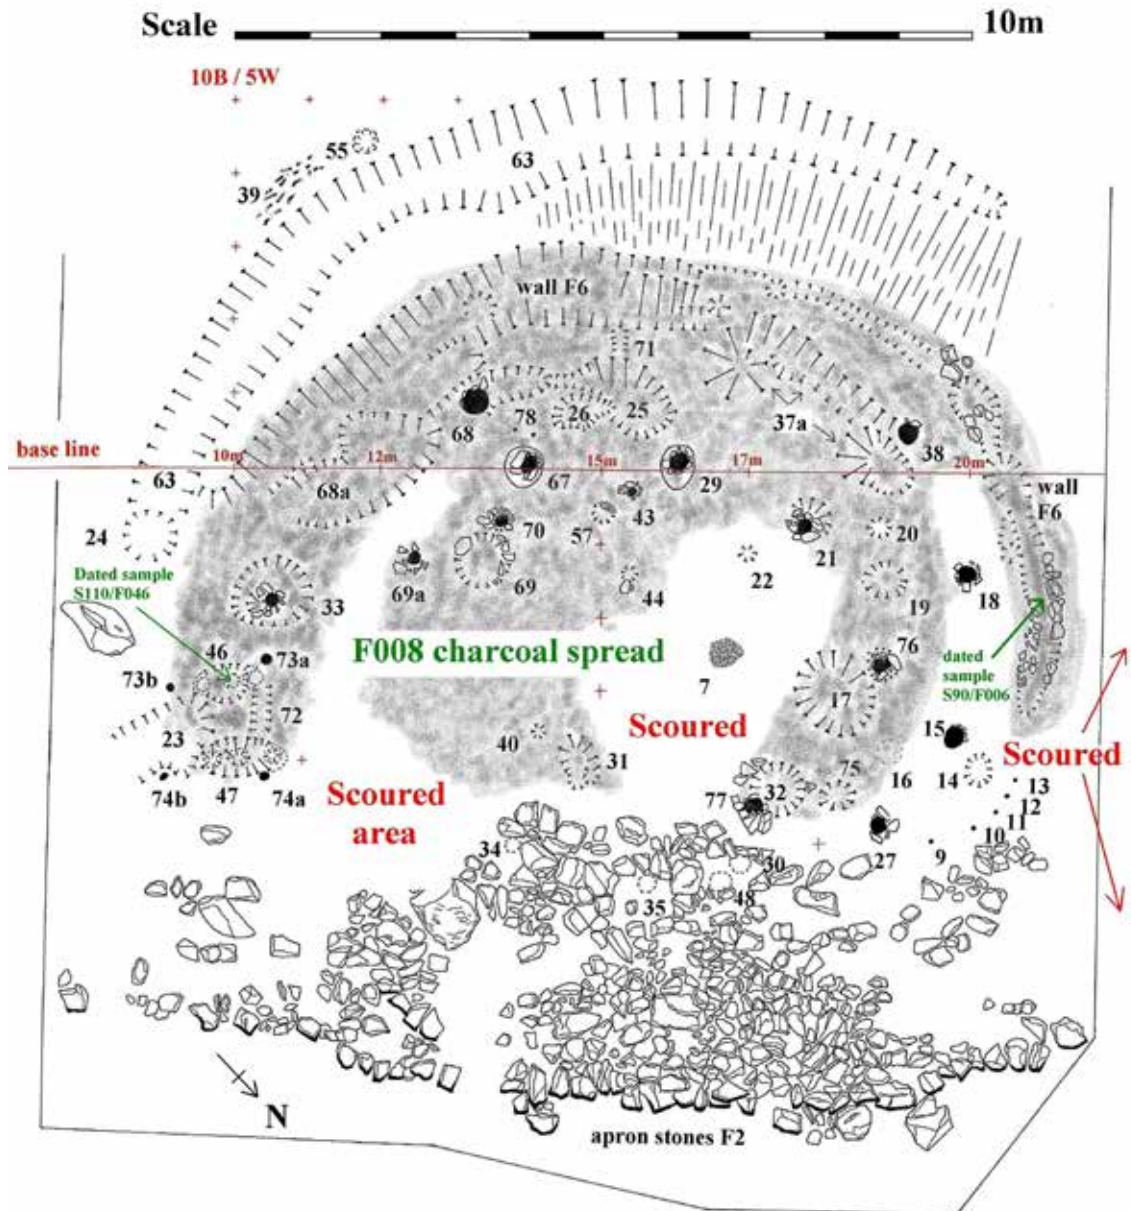 Scale 10m
10B / 5W
55
63
39
wall F6
71
78
26
25
68
37a
38
base line
10m
12m
15m
17m
20m
63
68a
67
29
wall
F6
24
43
70
57
21
20
Dated sample
S110/F046
69a
69
44
22
33
19
18
46
73a
F008 charcoal spread
76
dated
sample
S90/F006
73b
7
17
72
Scoured
23
40
31
15
Scoured
16
14
75
13
74b
47
74a
Scoured
area
77
32
12
11
10
34
30
27
9
35
48
N
apron stones F2